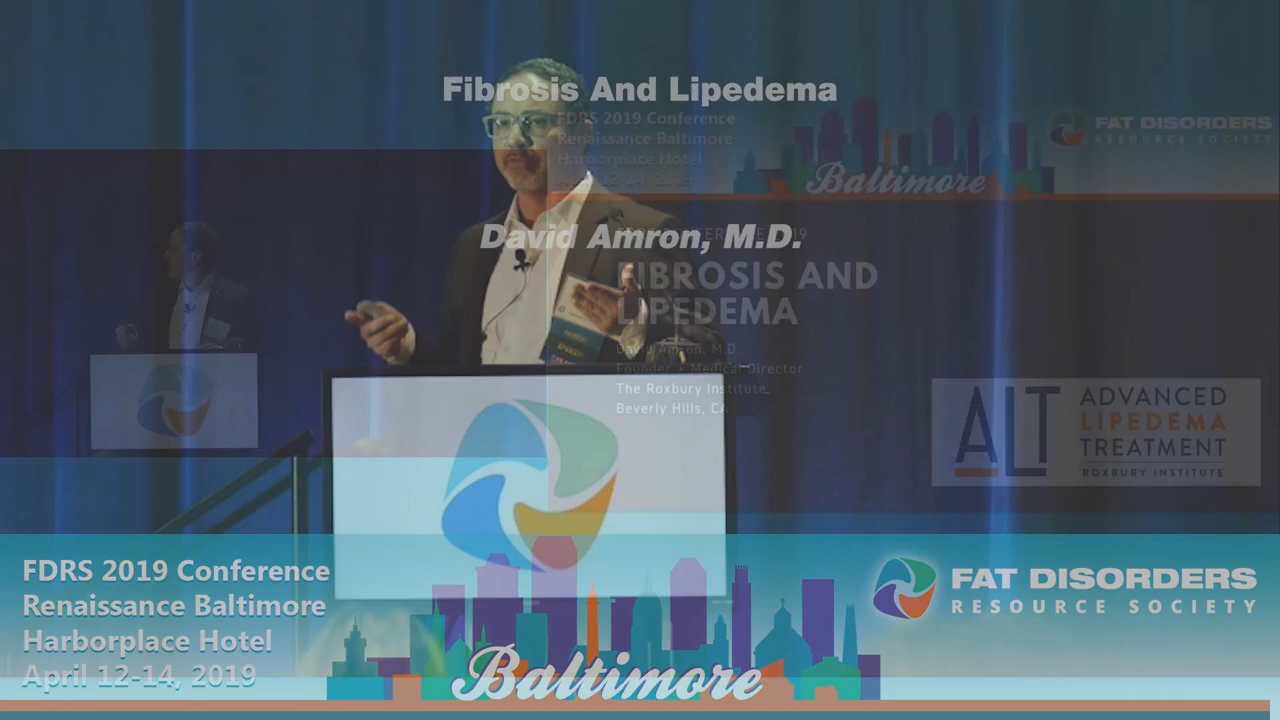 Fibrosis And Lipedema
FDRS 2019 Conference
Renaissance Baltimore
Harborplace Hotel
Baltimore
FAT DISORDERS
RESOURCE SOCIETY
David Amron, M.D.
FIBROSIS AND
LIPEDEMA
David Amron, M.D.
Founder + Medical Director
The Roxbury Institute
Beverly Hills, CA
ALT
ADVANCED
LIPEDEMA
TREATMENT
ROXBURY INSTITUTE
FDRS 2019 Conference
Renaissance Baltimore
Harborplace Hotel
April 12-14, 2019
Baltimore
FAT DISORDERS
RESOURCE SOCIETY